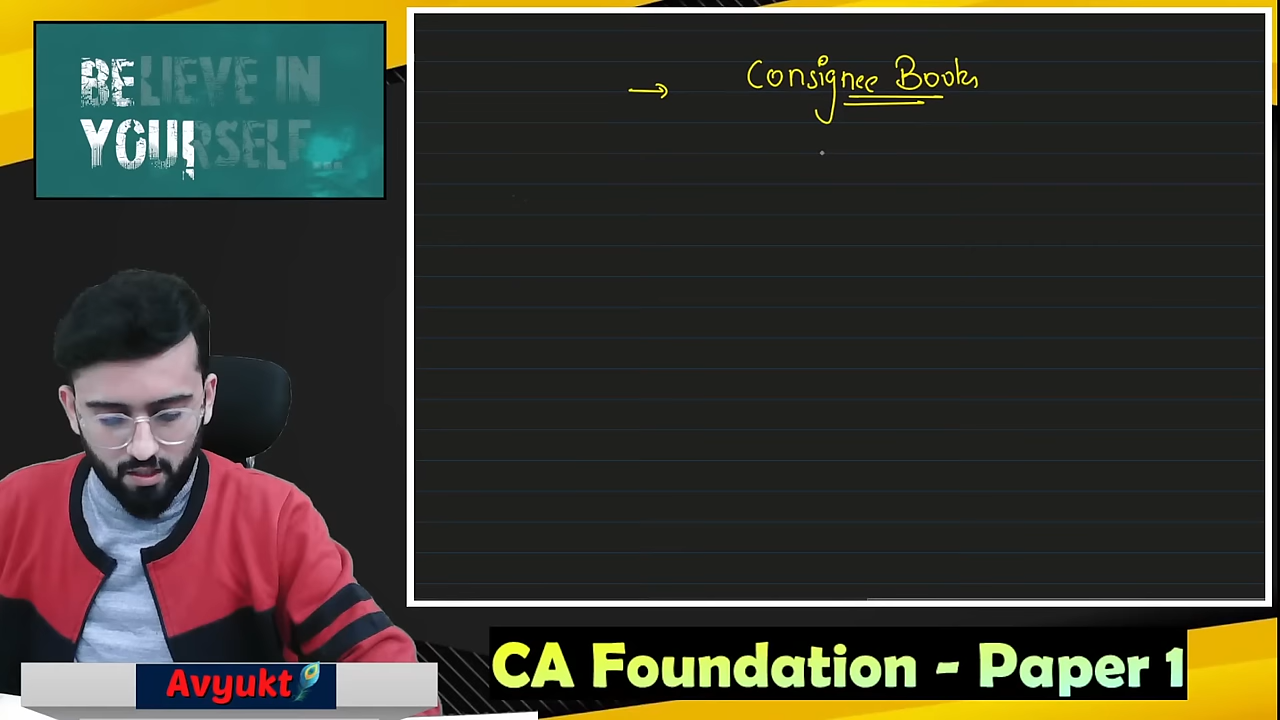 BELIEVE IN
YOURSELF...
→ Consignee Books
Avyukt
CA Foundation - Paper 1